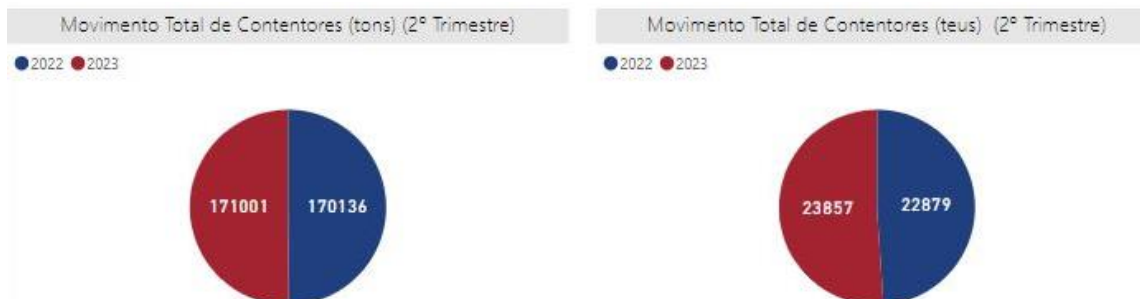 Movimento Total de Contentores (tons) (2º Trimestre)
2022 2023
171001 170136
Movimento Total de Contentores (teus) (2º Trimestre)
2022 2023
23857 22879